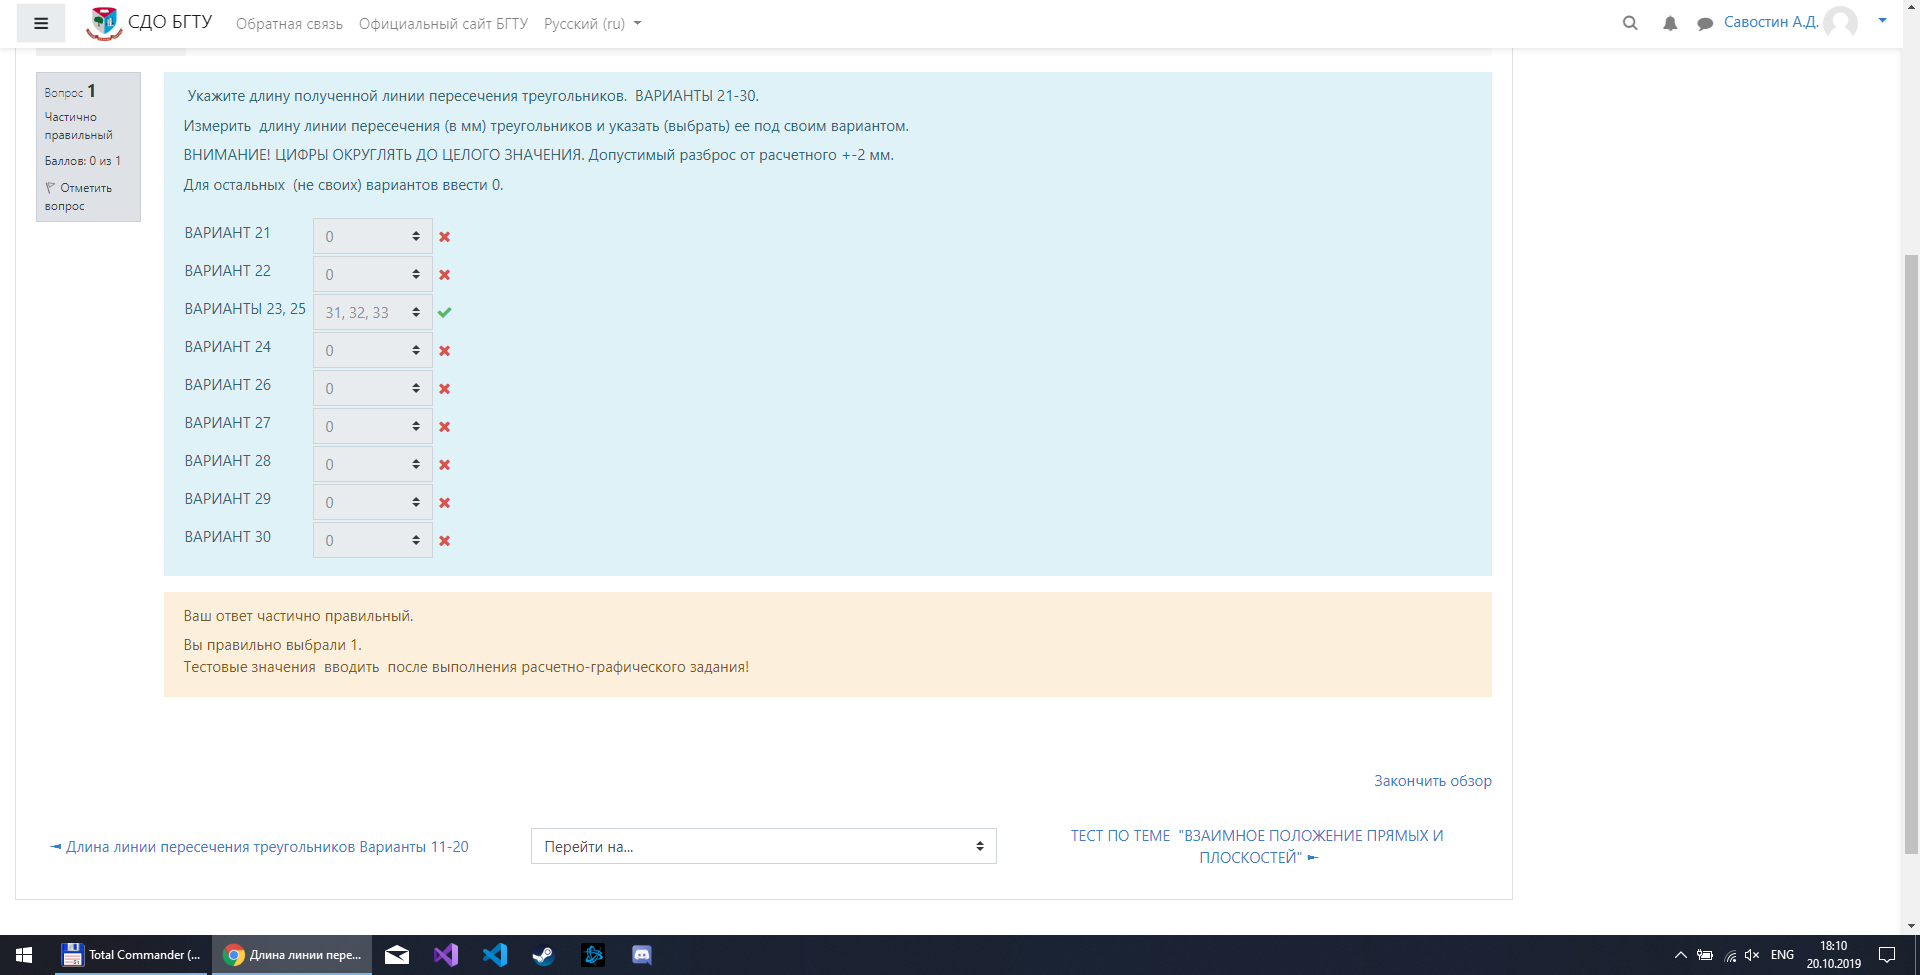 СДО БГТУ
Обратная связь
Официальный сайт БГТУ
Русский (ru)
Савостин А.Д.
Вопрос 1
Частично
правильный
Баллов: 0 из 1
Отметить
вопрос
Укажите длину полученной линии пересечения треугольников.  ВАРИАНТЫ 21-30.
Измерить  длину линии пересечения (в мм) треугольников и указать (выбрать) ее под своим вариантом.
ВНИМАНИЕ! ЦИФРЫ ОКРУГЛЯТЬ ДО ЦЕЛОГО ЗНАЧЕНИЯ. Допустимый разброс от расчетного +-2 мм.
Для остальных  (не своих) вариантов ввести 0.
ВАРИАНТ 21 0
ВАРИАНТ 22 0
ВАРИАНТЫ 23, 25 31, 32, 33
ВАРИАНТ 24 0
ВАРИАНТ 26 0
ВАРИАНТ 27 0
ВАРИАНТ 28 0
ВАРИАНТ 29 0
ВАРИАНТ 30 0
Ваш ответ частично правильный.
Вы правильно выбрали 1.
Тестовые значения  вводить  после выполнения расчетно-графического задания!
Закончить обзор
◄ Длина линии пересечения треугольников Варианты 11-20
Перейти на...
ТЕСТ ПО ТЕМЕ  "ВЗАИМНОЕ ПОЛОЖЕНИЕ ПРЯМЫХ И
ПЛОСКОСТЕЙ" ►
Total Commander (...
Длина линии пере...
ENG
18:10
20.10.2019